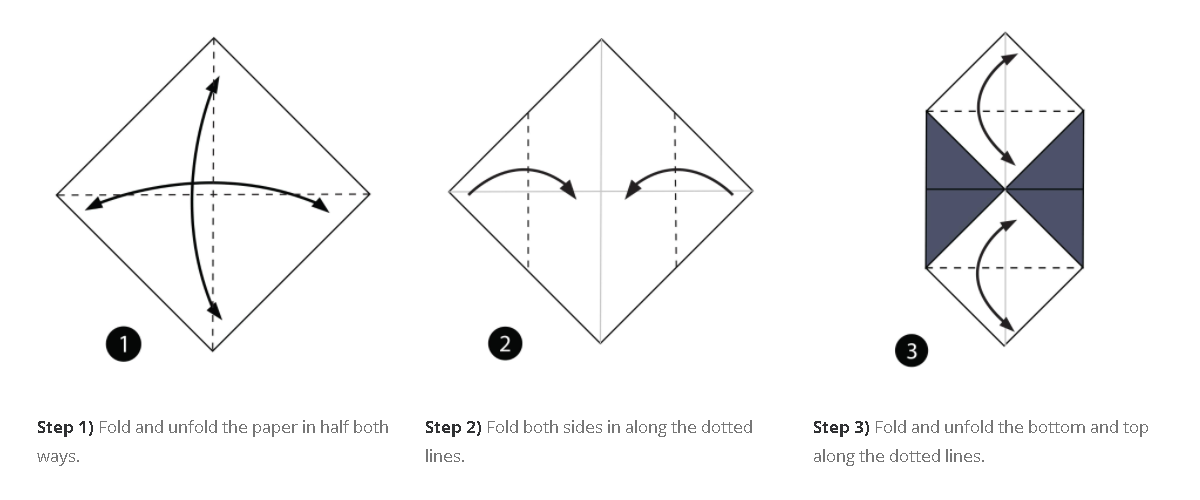 1
2
3
Step 1) Fold and unfold the paper in half both
ways.
Step 2) Fold both sides in along the dotted
lines.
Step 3) Fold and unfold the bottom and top
along the dotted lines.